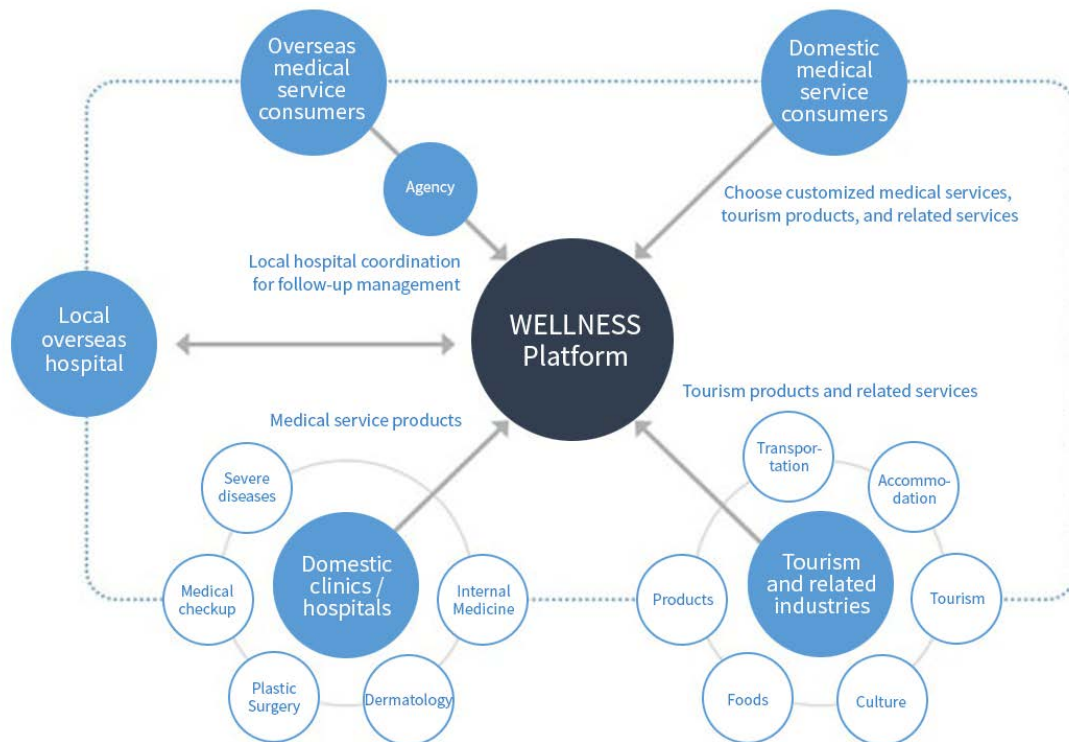 Overseas
medical
service
consumers
Domestic
medical
service
consumers
Agency
Choose customized medical services,
tourism products, and related services
Local hospital coordination
for follow-up management
Local
overseas
hospital
WELLNESS
Platform
Medical service products
Tourism products and related services
Severe
diseases
Medical
checkup
Plastic
Surgery
Dermatology
Internal
Medicine
Domestic
clinics /
hospitals
Transpor-
tation
Accommo-
dation
Products
Tourism
and related
industries
Tourism
Foods
Culture